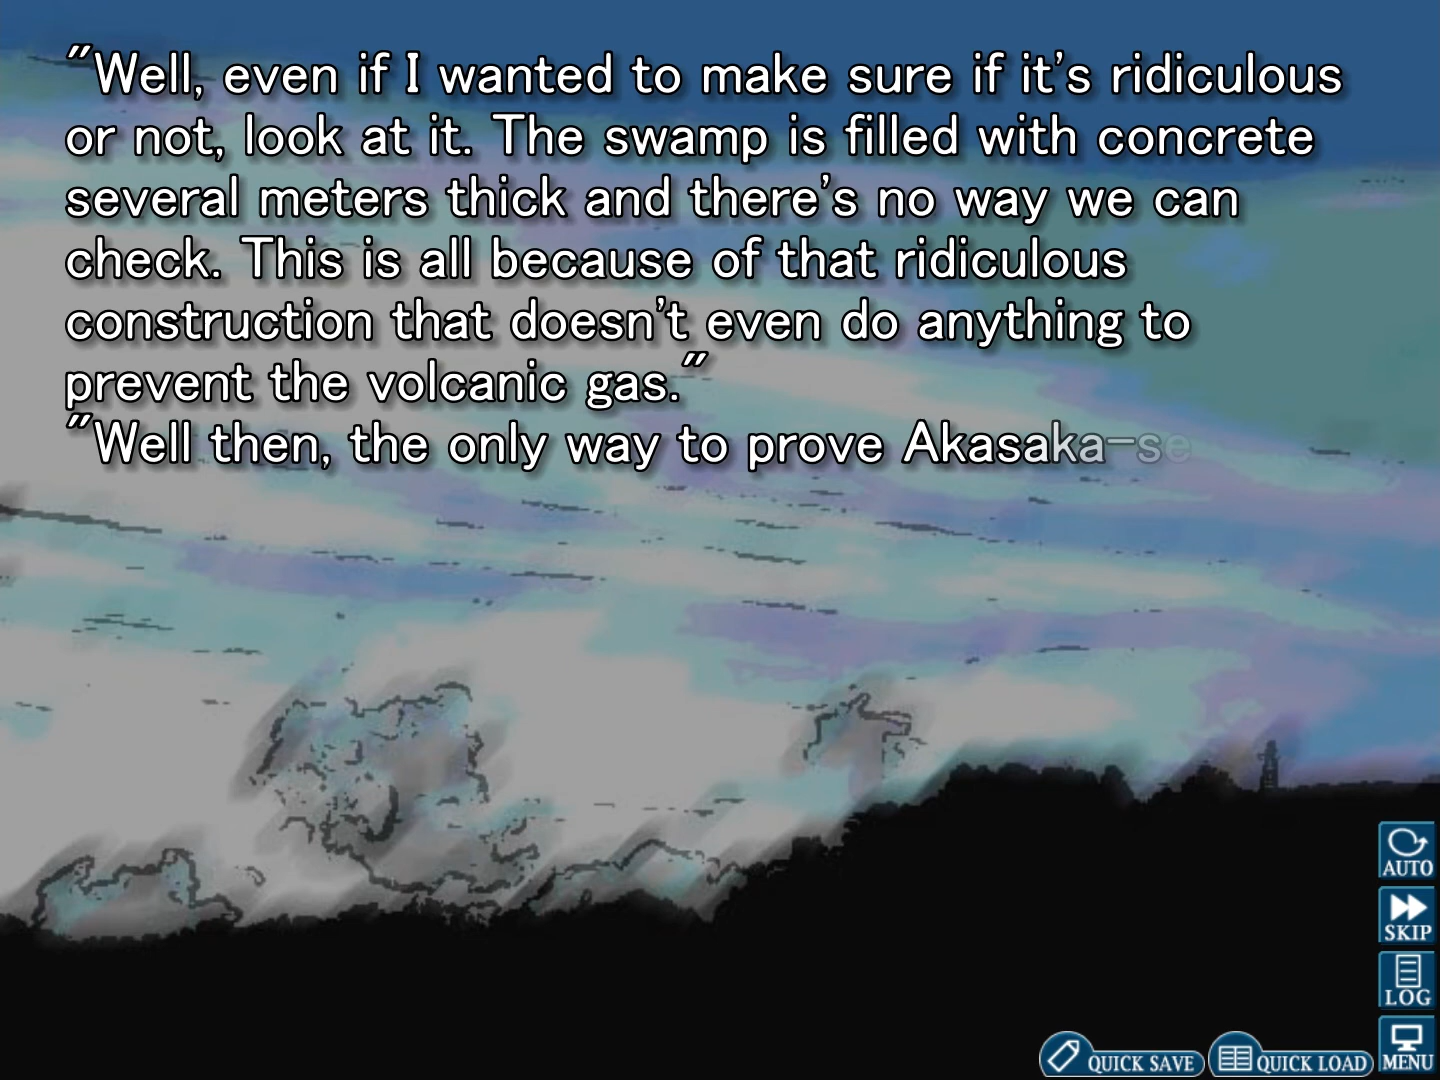 "Well, even if I wanted to make sure if it's ridiculous
or not, look at it. The swamp is filled with concrete
several meters thick and there's no way we can
check. This is all because of that ridiculous
construction that doesn't even do anything to
prevent the volcanic gas."
"Well then, the only way to prove Akasaka-se
AUTO
SKIP
LOG
QUICK SAVE
QUICK LOAD
MENU